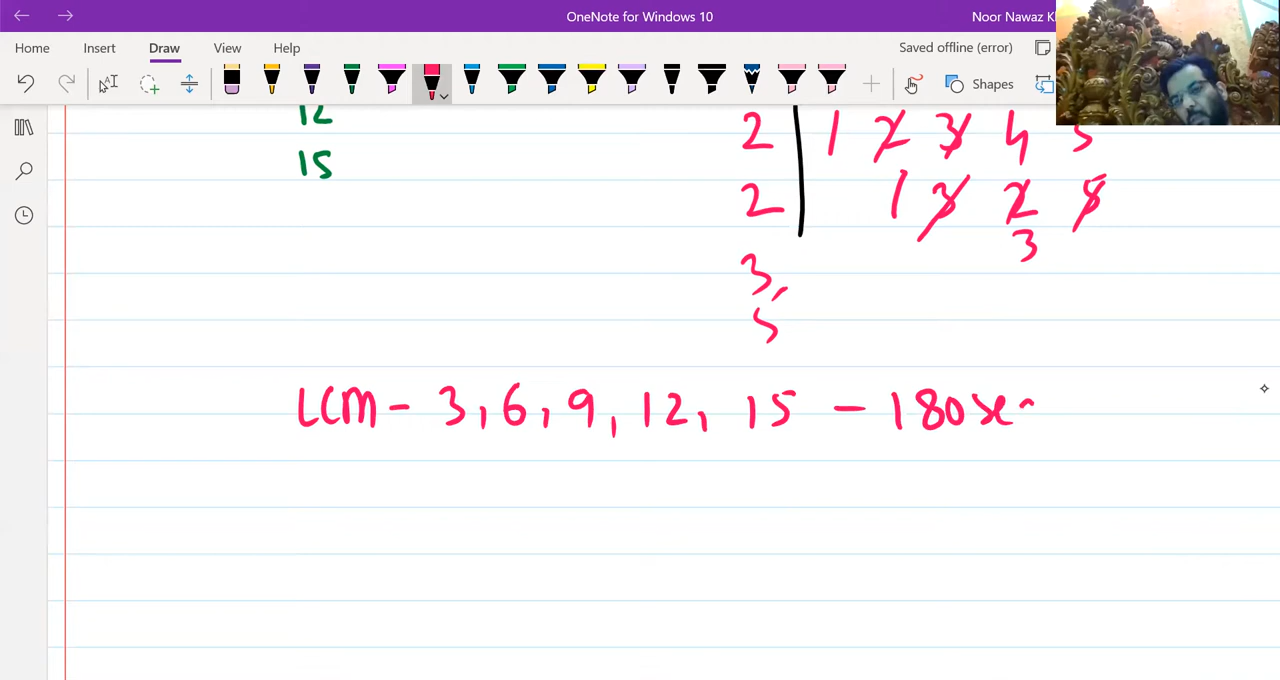 OneNote for Windows 10
Noor Nawaz Kh
Home Insert Draw View Help
Saved offline (error)
Shapes
12
15
2 1 2 3 4 5
2 1 3 2 5
3
3,
5
LCM - 3, 6, 9, 12, 15 - 180 sec